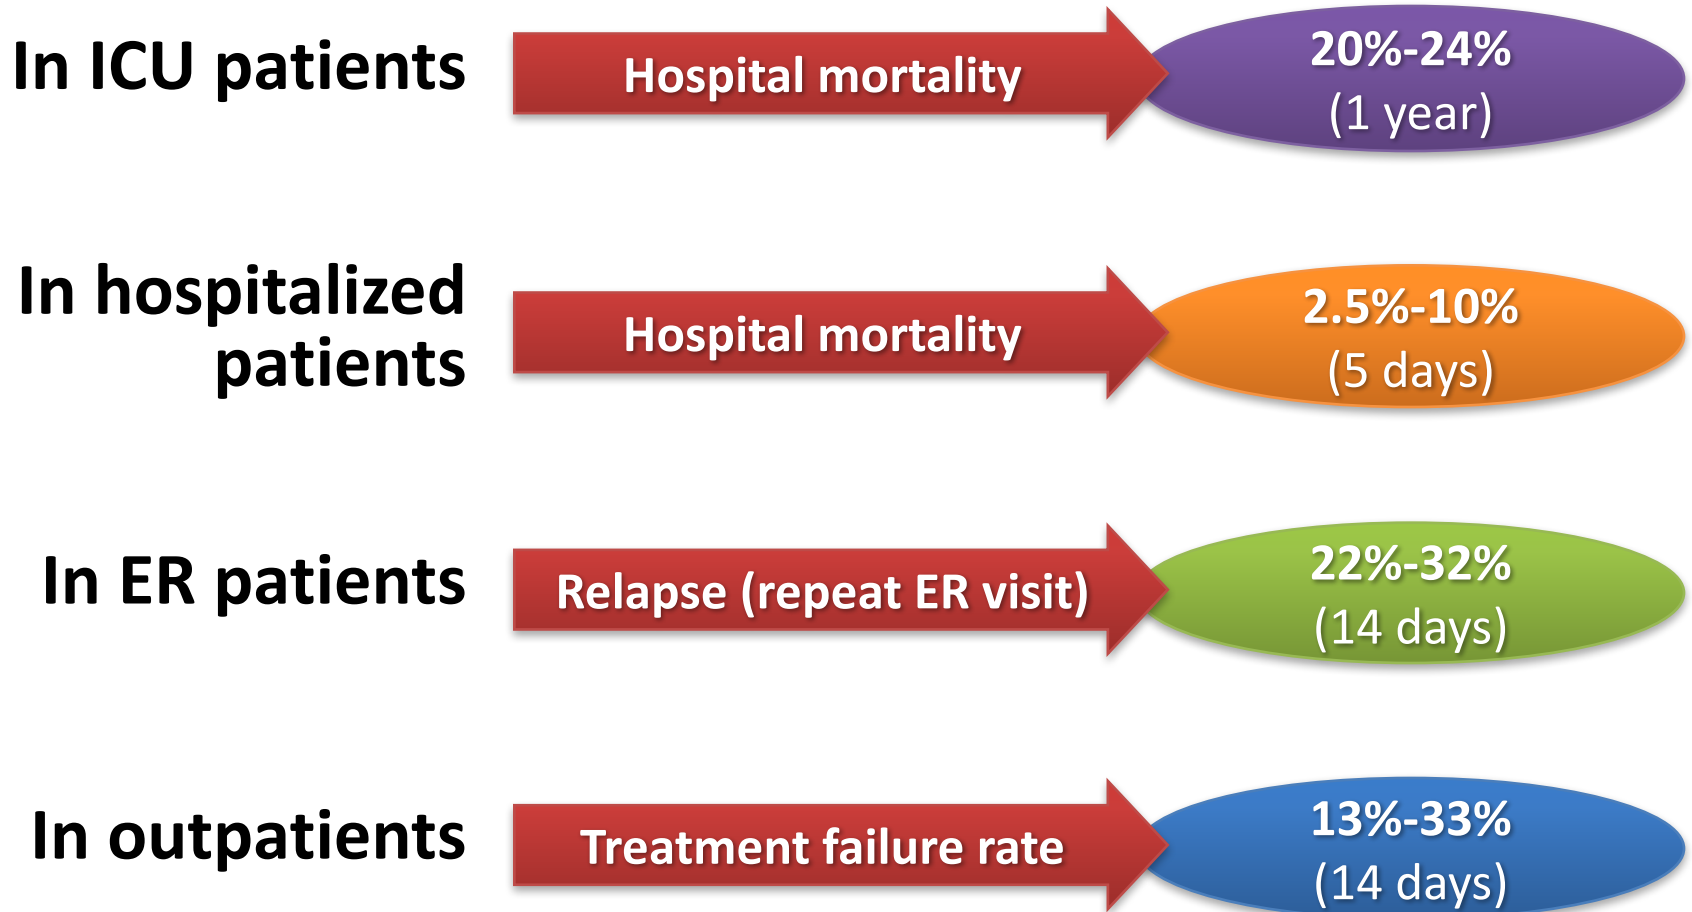 In ICU patients
Hospital mortality
20%-24%
(1 year)
In hospitalized
patients
Hospital mortality
2.5%-10%
(5 days)
In ER patients
Relapse (repeat ER visit)
22%-32%
(14 days)
In outpatients
Treatment failure rate
13%-33%
(14 days)